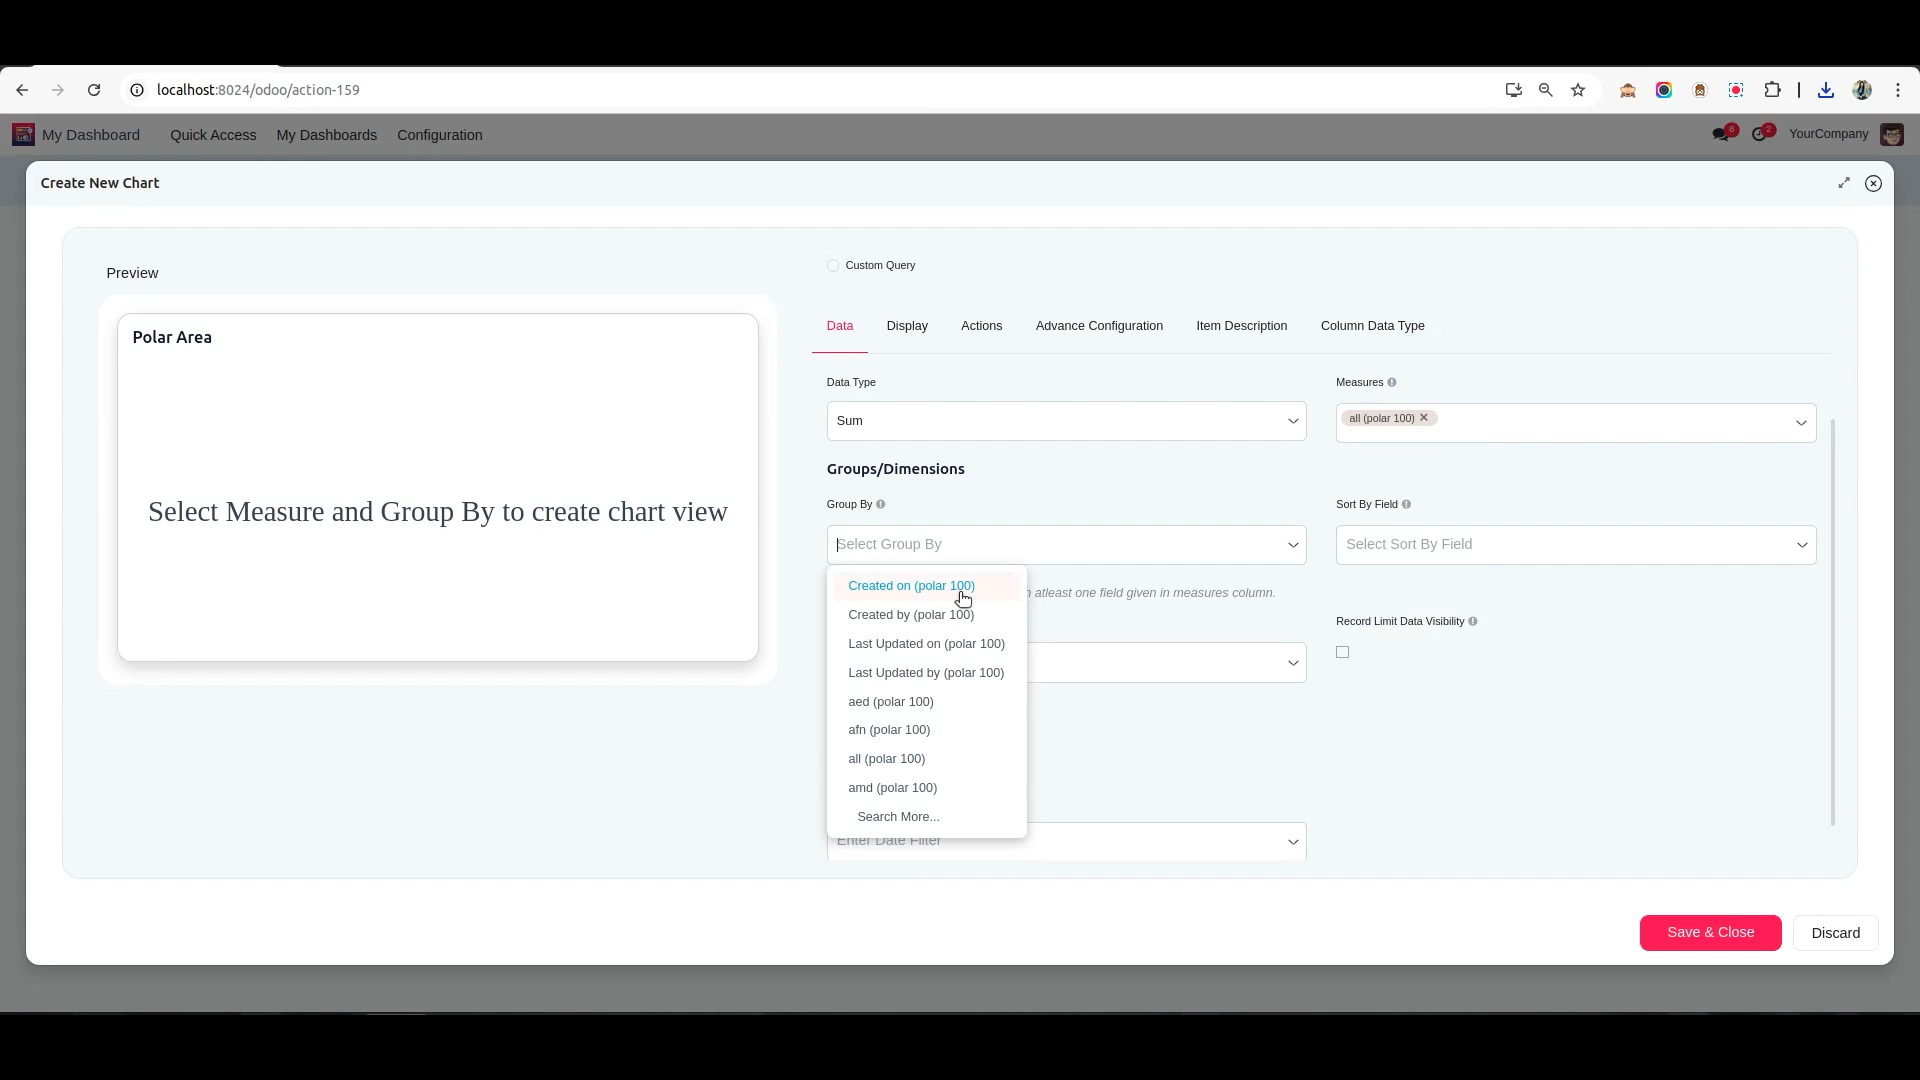 localhost:8024/odoo/action-159
My Dashboard Quick Access My Dashboards Configuration 8 2 YourCompany
Create New Chart
Preview
Polar Area
Select Measure and Group By to create chart view
Custom Query
Data Display Actions Advance Configuration Item Description Column Data Type
Data Type Measures
Sum all (polar 100)
Groups/Dimensions
Group By Sort By Field
Select Group By Select Sort By Field
Created on (polar 100)
atleast one field given in measures column.
Created by (polar 100)
Record Limit Data Visibility
Last Updated on (polar 100)
Last Updated by (polar 100)
aed (polar 100)
afn (polar 100)
all (polar 100)
amd (polar 100)
Search More...
Enter Date Filter
Save & Close Discard